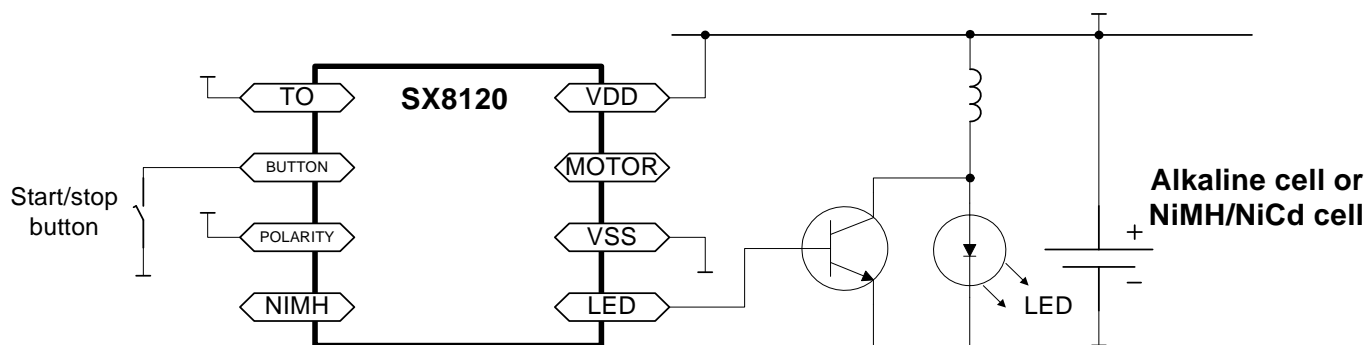 SX8120
TO
VDD
BUTTON
MOTOR
Start/stop
button
POLARITY
VSS
NIMH
LED
Alkaline cell or
NiMH/NiCd cell
+
−
LED